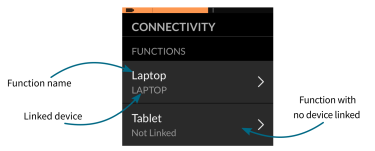 CONNECTIVITY
FUNCTIONS
Laptop
LAPTOP
Tablet
Not Linked
Function name
Linked device
Function with
no device linked